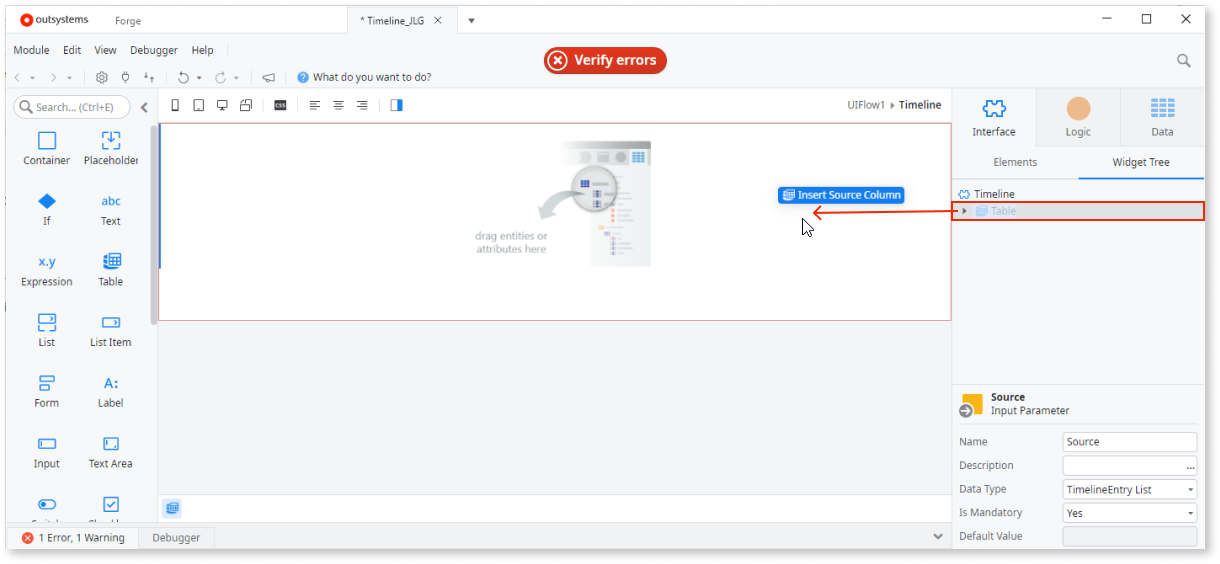 outsystems
Forge
* Timeline_JLG
Module Edit View Debugger Help
Verify errors
What do you want to do?
Search... (Ctrl+E)
CSS
UIFlow1 Timeline
Interface
Logic
Data
Container
Placeholder
Elements
Widget Tree
Insert Source Column
Timeline
Table
abc
If
Text
drag entities or
attributes here
x.y
Expression
Table
List
List Item
A:
Form
Label
Input
Text Area
Source
Input Parameter
Name
Source
Description
...
Data Type
TimelineEntry List
Is Mandatory
Yes
Default Value
1 Error, 1 Warning
Debugger